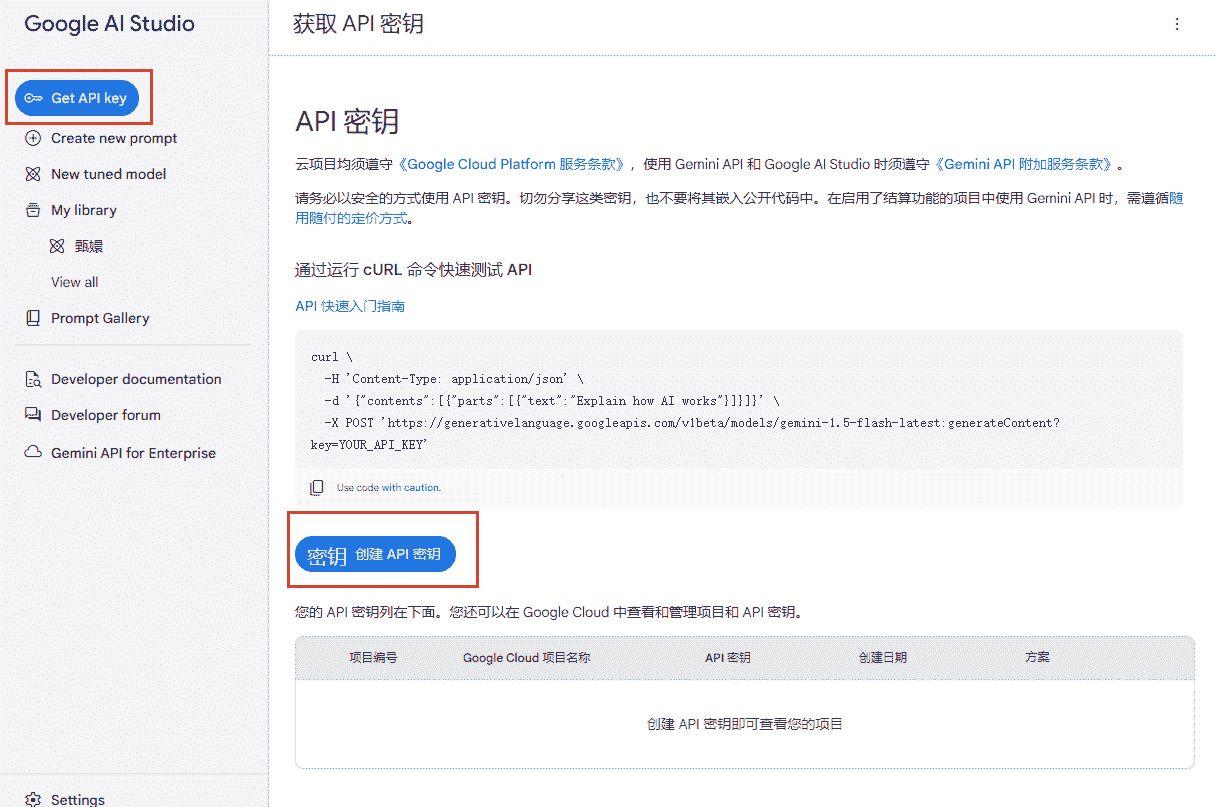 Google AI Studio
Get API key
Create new prompt
New tuned model
My library
甄嬛
View all
Prompt Gallery
Developer documentation
Developer forum
Gemini API for Enterprise
Settings
获取 API 密钥
API 密钥
云项目均须遵守《Google Cloud Platform 服务条款》，使用 Gemini API 和 Google AI Studio 时须遵守《Gemini API 附加服务条款》。
请务必以安全的方式使用 API 密钥。切勿分享这类密钥，也不要将其嵌入公开代码中。在启用了结算功能的项目中使用 Gemini API 时，需遵循随
用随付的定价方式。
通过运行 cURL 命令快速测试 API
API 快速入门指南
curl \
-H 'Content-Type: application/json' \
-d '{"contents":[{"parts":[{"text":"Explain how AI works"}]}]}' \
-X POST 'https://generativelanguage.googleapis.com/v1beta/models/gemini-1.5-flash-latest:generateContent?
key=YOUR_API_KEY'
Use code with caution.
密钥 创建 API 密钥
您的 API 密钥列在下面。您还可以在 Google Cloud 中查看和管理项目和 API 密钥。
项目编号 Google Cloud 项目名称 API 密钥 创建日期 方案
创建 API 密钥即可查看您的项目